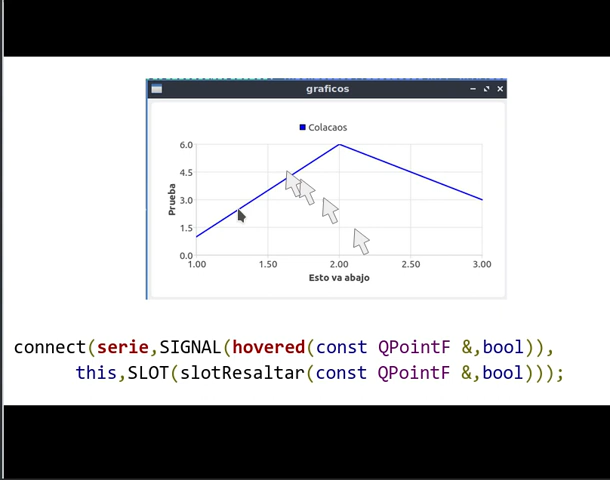 graficos
Colacaos
6.0
4.5
3.0
1.5
0.0
Prueba
1.00 1.50 2.00 2.50 3.00
Esto va abajo
connect(serie,SIGNAL(hovered(const QPointF &,bool)),
this,SLOT(slotResaltar(const QPointF &,bool)));